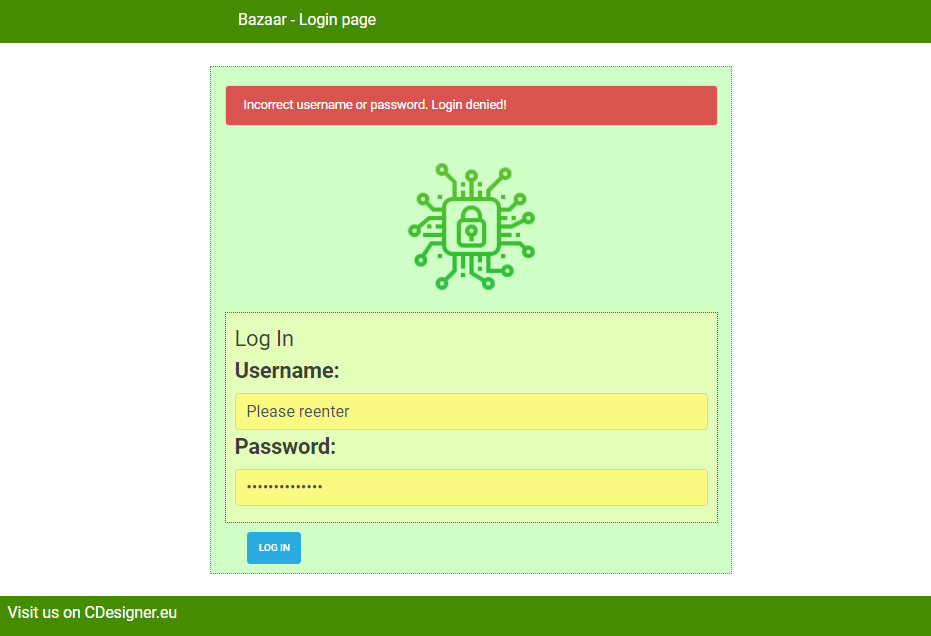 Bazaar - Login page
Incorrect username or password. Login denied!
Log In
Username:
Please reenter
Password:
••••••••••••••
LOG IN
Visit us on CDesigner.eu